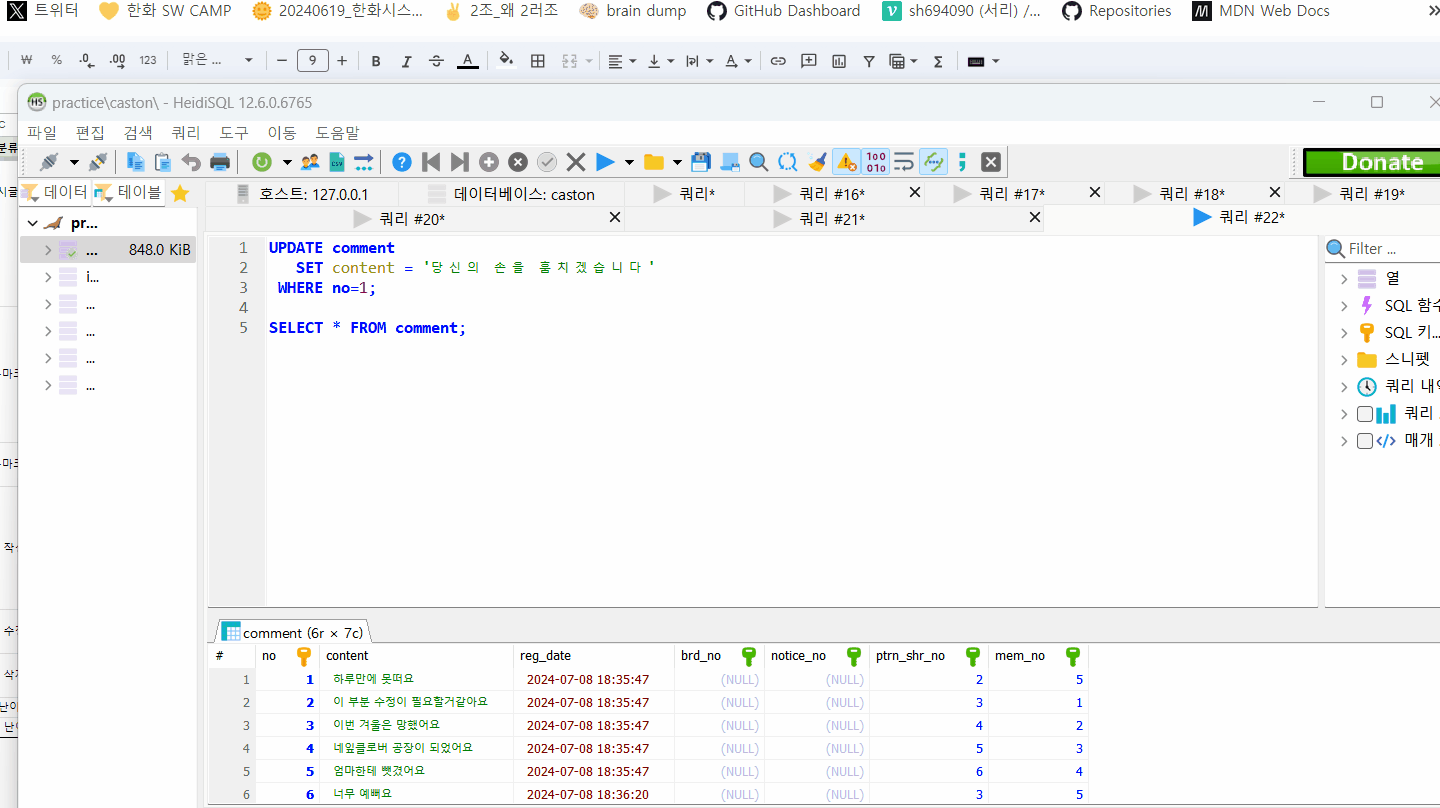 트위터 한화 SW CAMP 20240619_한화시스... 2조_왜 2러조 brain dump GitHub Dashboard sh694090 (서리) /... Repositories MDN Web Docs »
₩ % .0 .00 123 맑은 ... − 9 + B I A
practice\caston\ - HeidiSQL 12.6.0.6765
파일 편집 검색 쿼리 도구 이동 도움말
Donate
데이터 테이블 호스트: 127.0.0.1 데이터베이스: caston 쿼리* 쿼리 #16* 쿼리 #17* 쿼리 #18* 쿼리 #19*
쿼리 #20* 쿼리 #21* 쿼리 #22*
pr...
... 848.0 KiB
i...
...
...
...
...
1 UPDATE comment
2 SET content = '당신의 손을 훔치겠습니다'
3 WHERE no=1;
4
5 SELECT * FROM comment;
Filter ...
열
SQL 함수
SQL 키...
스니펫
쿼리 내역
쿼리
매개
comment (6r × 7c)
# no content reg_date brd_no notice_no ptrn_shr_no mem_no
1 1 하루만에 못떠요 2024-07-08 18:35:47 (NULL) (NULL) 2 5
2 2 이 부분 수정이 필요할거같아요 2024-07-08 18:35:47 (NULL) (NULL) 3 1
3 3 이번 겨울은 망했어요 2024-07-08 18:35:47 (NULL) (NULL) 4 2
4 4 네잎클로버 공장이 되었어요 2024-07-08 18:35:47 (NULL) (NULL) 5 3
5 5 엄마한테 뺏겼어요 2024-07-08 18:35:47 (NULL) (NULL) 6 4
6 6 너무 예뻐요 2024-07-08 18:36:20 (NULL) (NULL) 3 5